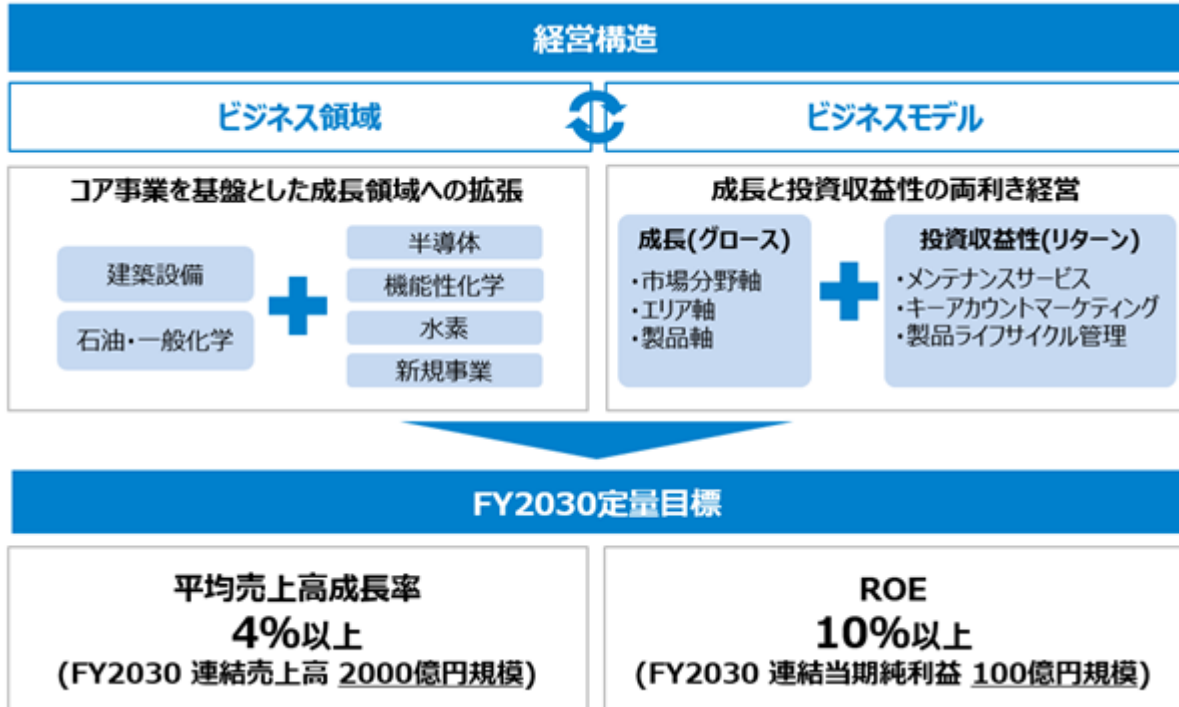 経営構造
ビジネス領域
ビジネスモデル
コア事業を基盤とした成長領域への拡張
建築設備
石油・一般化学
半導体
機能性化学
水素
新規事業
成長と投資収益性の両利き経営
成長(グロース)
・市場分野軸
・エリア軸
・製品軸
投資収益性(リターン)
・メンテナンスサービス
・キーアカウントマーケティング
・製品ライフサイクル管理
FY2030定量目標
平均売上高成長率
4%以上
(FY2030 連結売上高 2000億円規模)
ROE
10%以上
(FY2030 連結当期純利益 100億円規模)